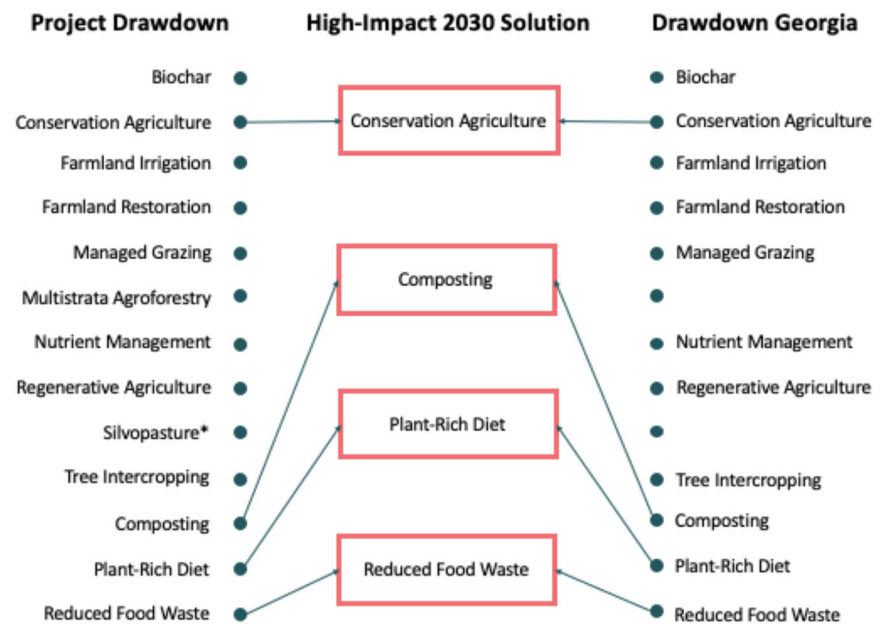 Project Drawdown
High-Impact 2030 Solution
Drawdown Georgia
Biochar
Conservation Agriculture
Farmland Irrigation
Farmland Restoration
Managed Grazing
Multistrata Agroforestry
Nutrient Management
Regenerative Agriculture
Silvopasture*
Tree Intercropping
Composting
Plant-Rich Diet
Reduced Food Waste
Conservation Agriculture
Composting
Plant-Rich Diet
Reduced Food Waste
Biochar
Conservation Agriculture
Farmland Irrigation
Farmland Restoration
Managed Grazing
Nutrient Management
Regenerative Agriculture
Tree Intercropping
Composting
Plant-Rich Diet
Reduced Food Waste